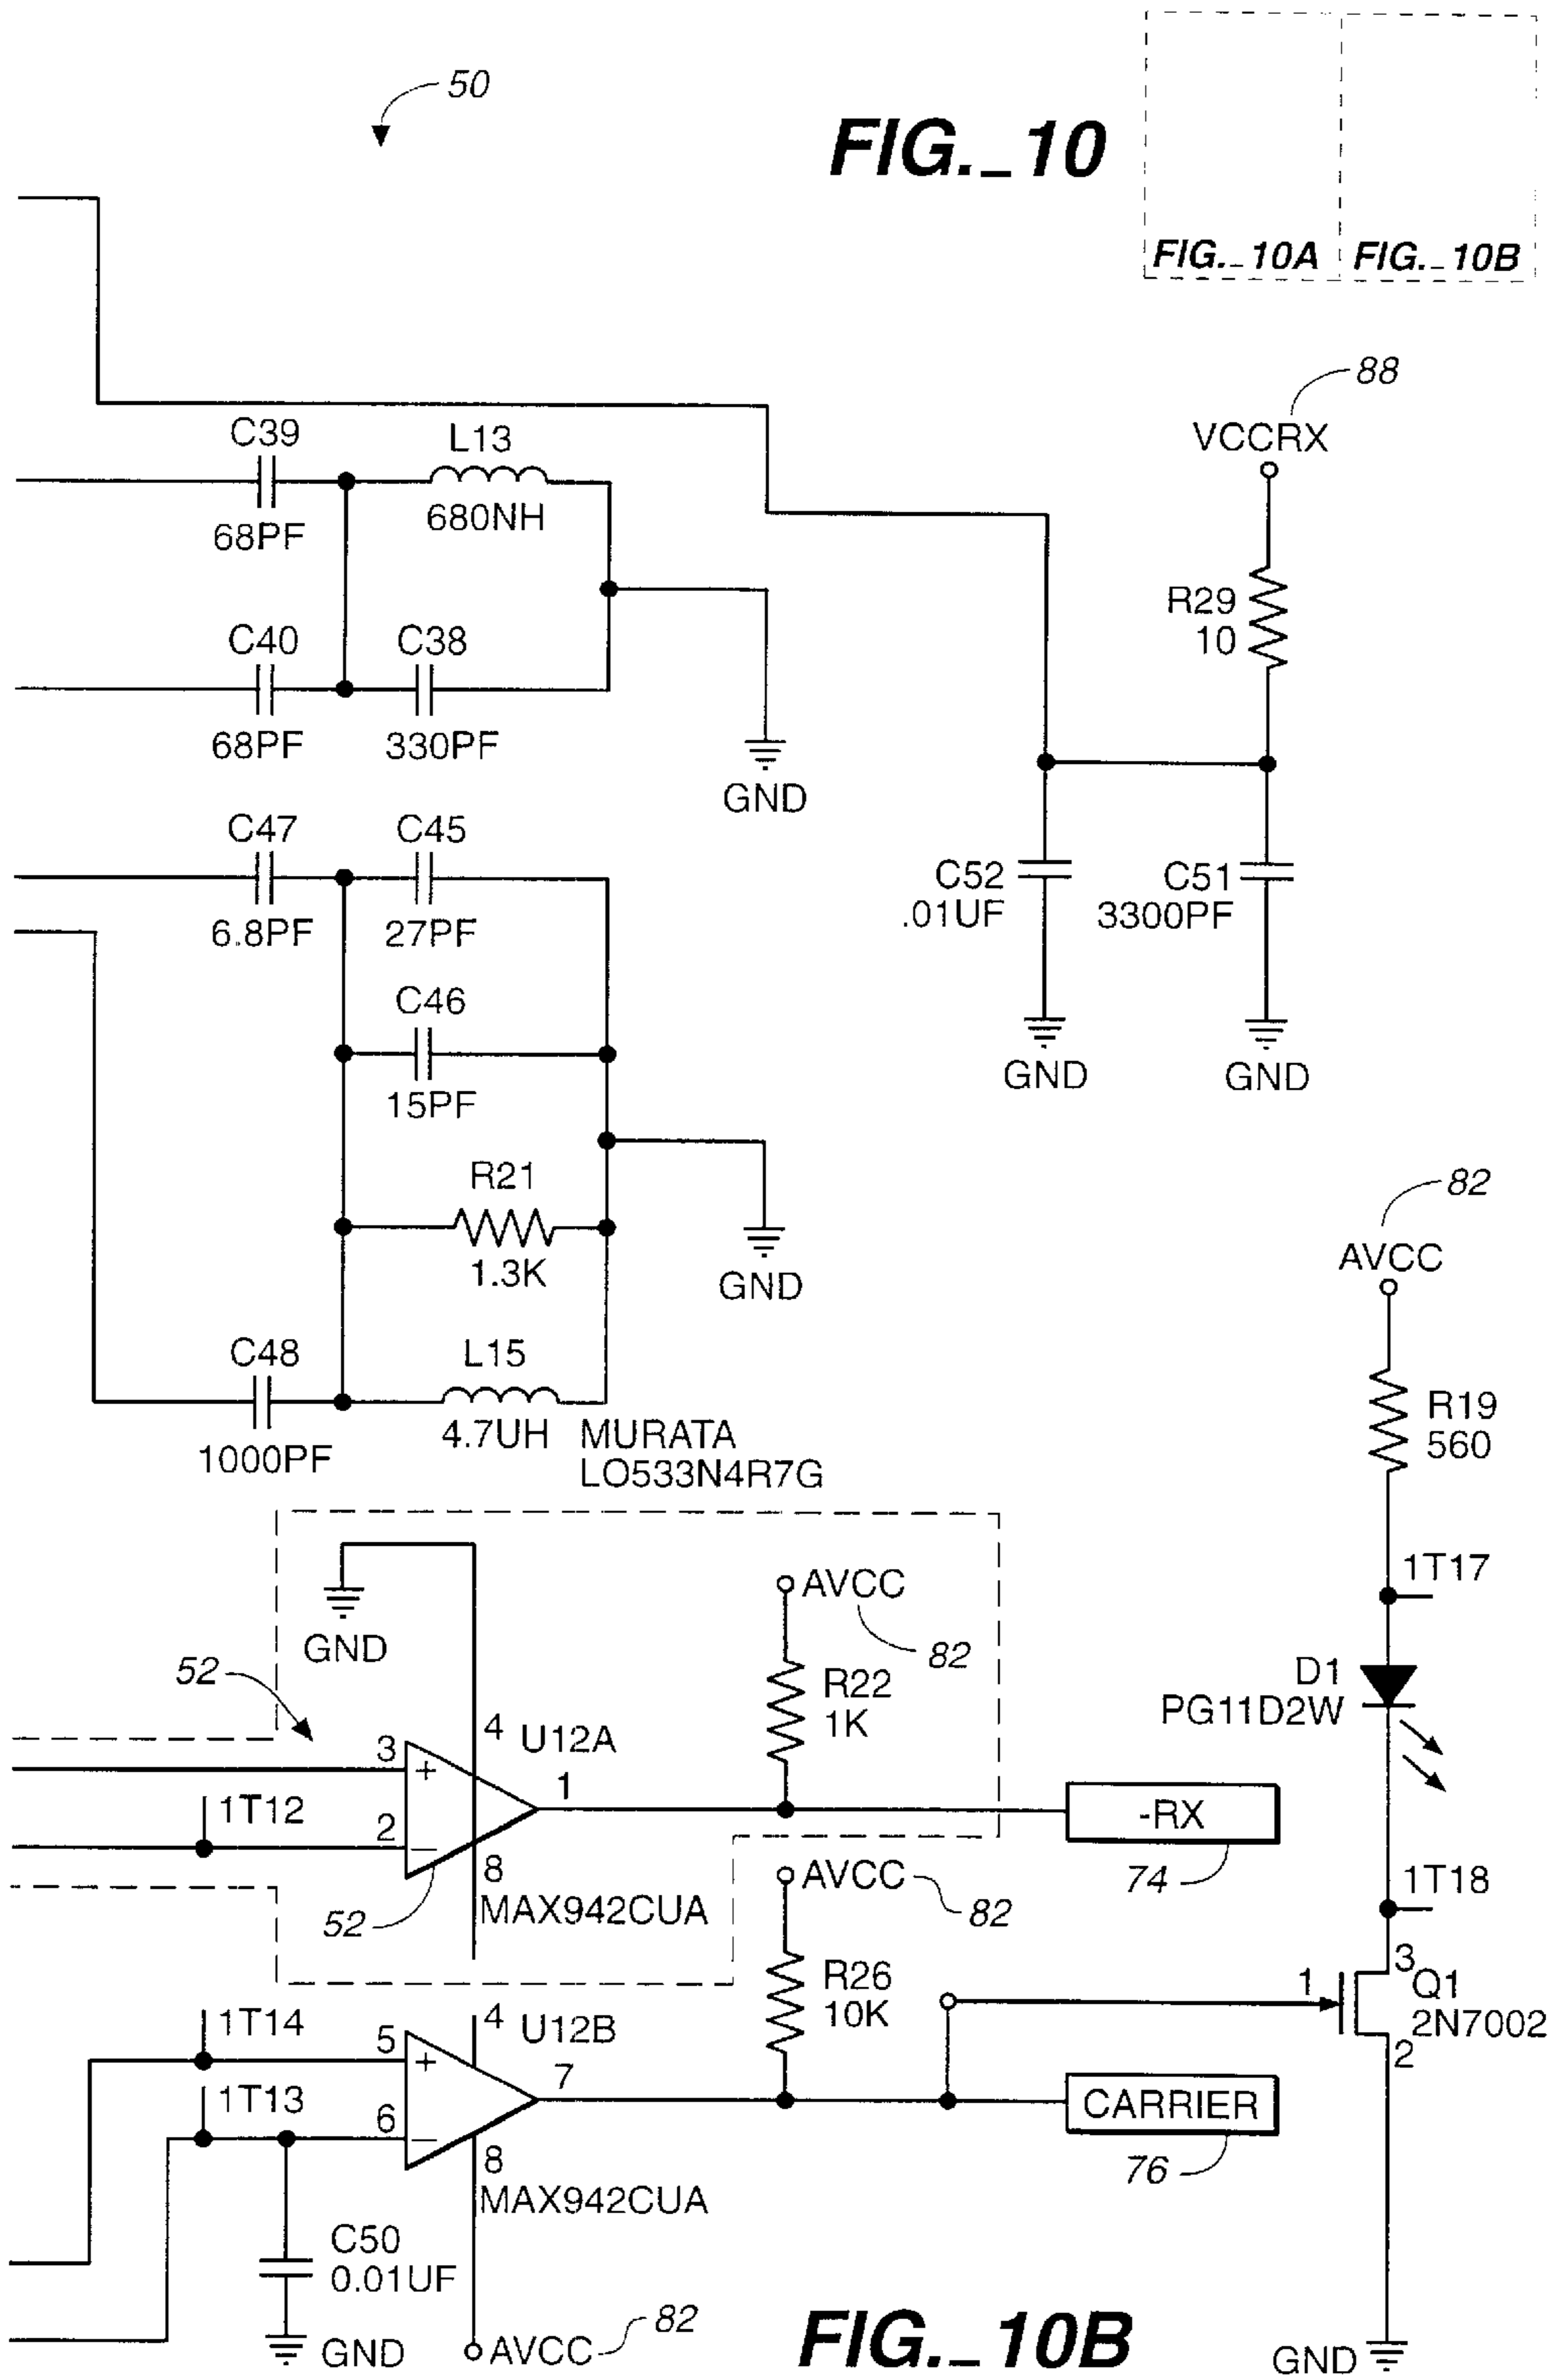 50
FIG._10
FIG._10A
FIG._10B
88
VCCRX
C39
68PF
L13
680NH
R29
10
C40
68PF
C38
330PF
GND
C47
6.8PF
C45
27PF
C52
.01UF
C51
3300PF
C46
15PF
GND
GND
R21
1.3K
GND
82
AVCC
C48
1000PF
L15
4.7UH
MURATA
LO533N4R7G
R19
560
1T17
GND
AVCC
82
52
R22
1K
D1
PG11D2W
4
U12A
3
+
1
1T12
2
−
-RX
74
8
MAX942CUA
52
AVCC
82
1T18
R26
10K
3
1
Q1
2N7002
2
1T14
4
U12B
5
+
7
1T13
6
−
CARRIER
76
8
MAX942CUA
C50
0.01UF
GND
AVCC
82
FIG._10B
GND